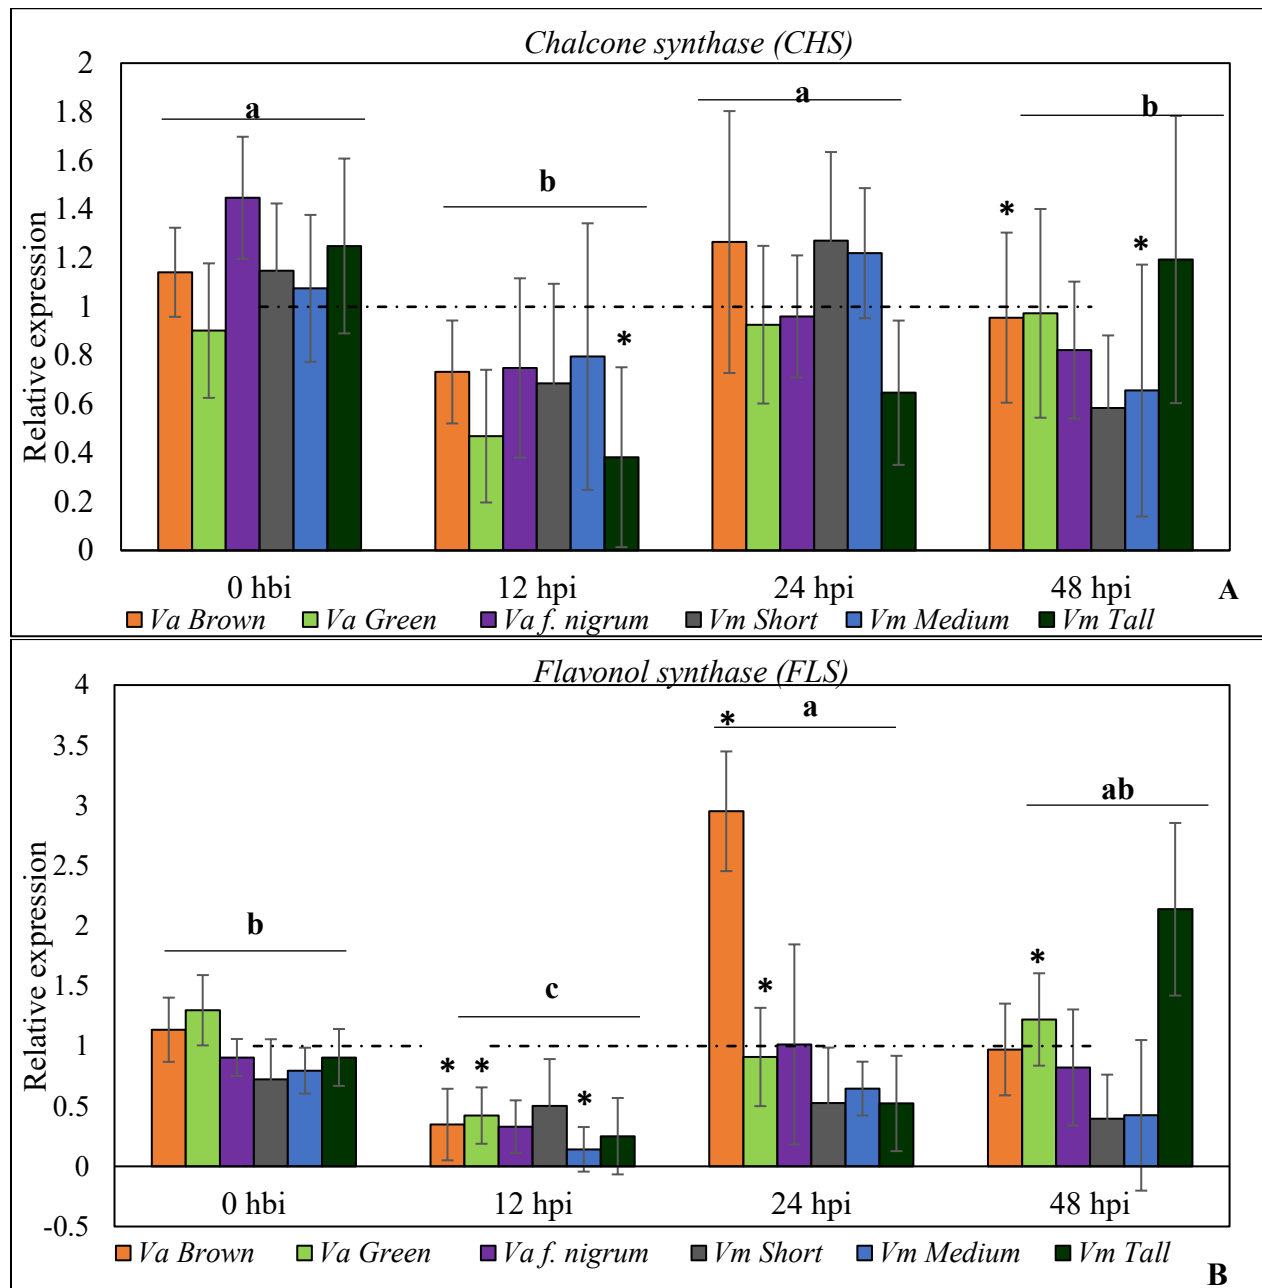 Chalcone synthase (CHS)
Relative expression
2
1.8
1.6
1.4
1.2
1
0.8
0.6
0.4
0.2
0
a
b
a
b
*
*
*
0 hbi 12 hpi 24 hpi 48 hpi
A
Va Brown Va Green Va f. nigrum Vm Short Vm Medium Vm Tall
Flavonol synthase (FLS)
Relative expression
4
3.5
3
2.5
2
1.5
1
0.5
0
-0.5
b
c
a
ab
* * *
* *
*
0 hbi 12 hpi 24 hpi 48 hpi
Va Brown Va Green Va f. nigrum Vm Short Vm Medium Vm Tall
B